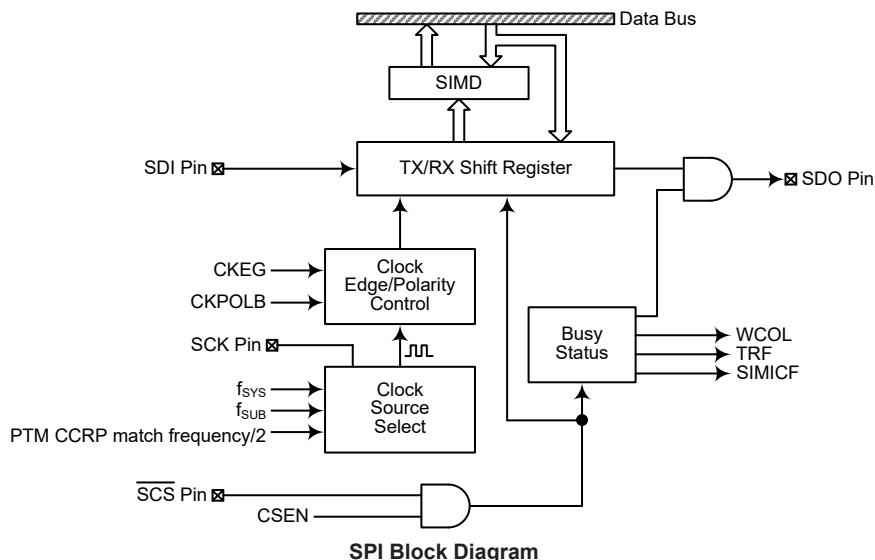 Data Bus
SIMD
SDI Pin
TX/RX Shift Register
SDO Pin
CKEG
CKPOLB
Clock
Edge/Polarity
Control
SCK Pin
Busy
Status
WCOL
TRF
SIMICF
fSYS
fSUB
PTM CCRP match frequency/2
Clock
Source
Select
SCS Pin
CSEN
SPI Block Diagram